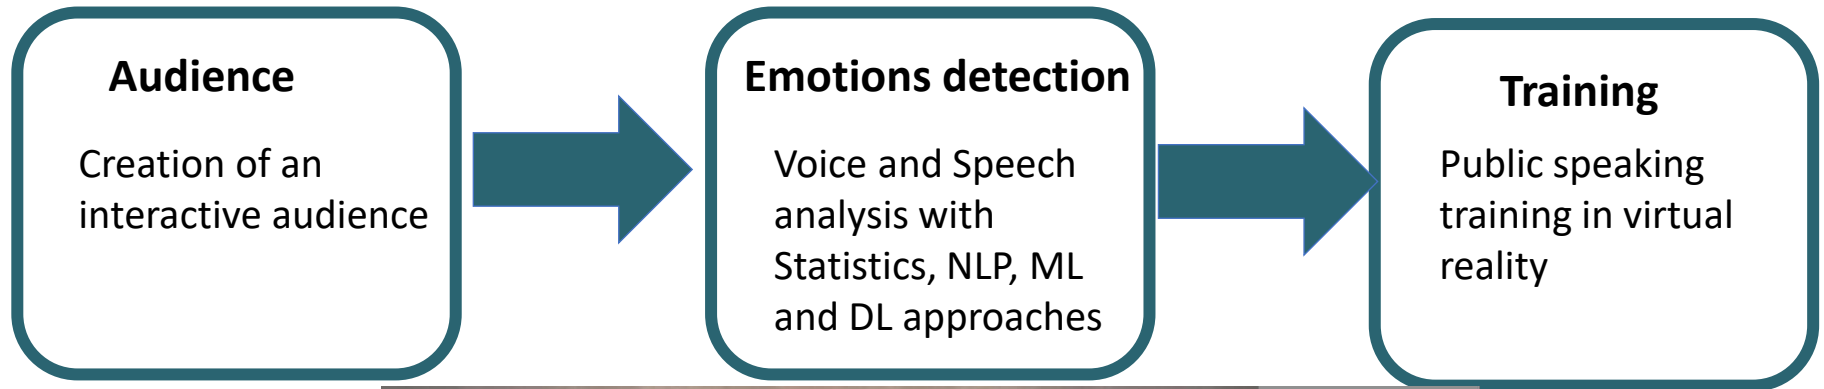 Audience
Creation of an
interactive audience
Emotions detection
Voice and Speech
analysis with
Statistics, NLP, ML
and DL approaches
Training
Public speaking
training in virtual
reality